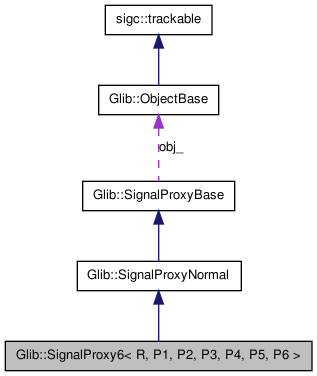 sigc::trackable
Glib::ObjectBase
obj_
Glib::SignalProxyBase
Glib::SignalProxyNormal
Glib::SignalProxy6< R, P1, P2, P3, P4, P5, P6 >